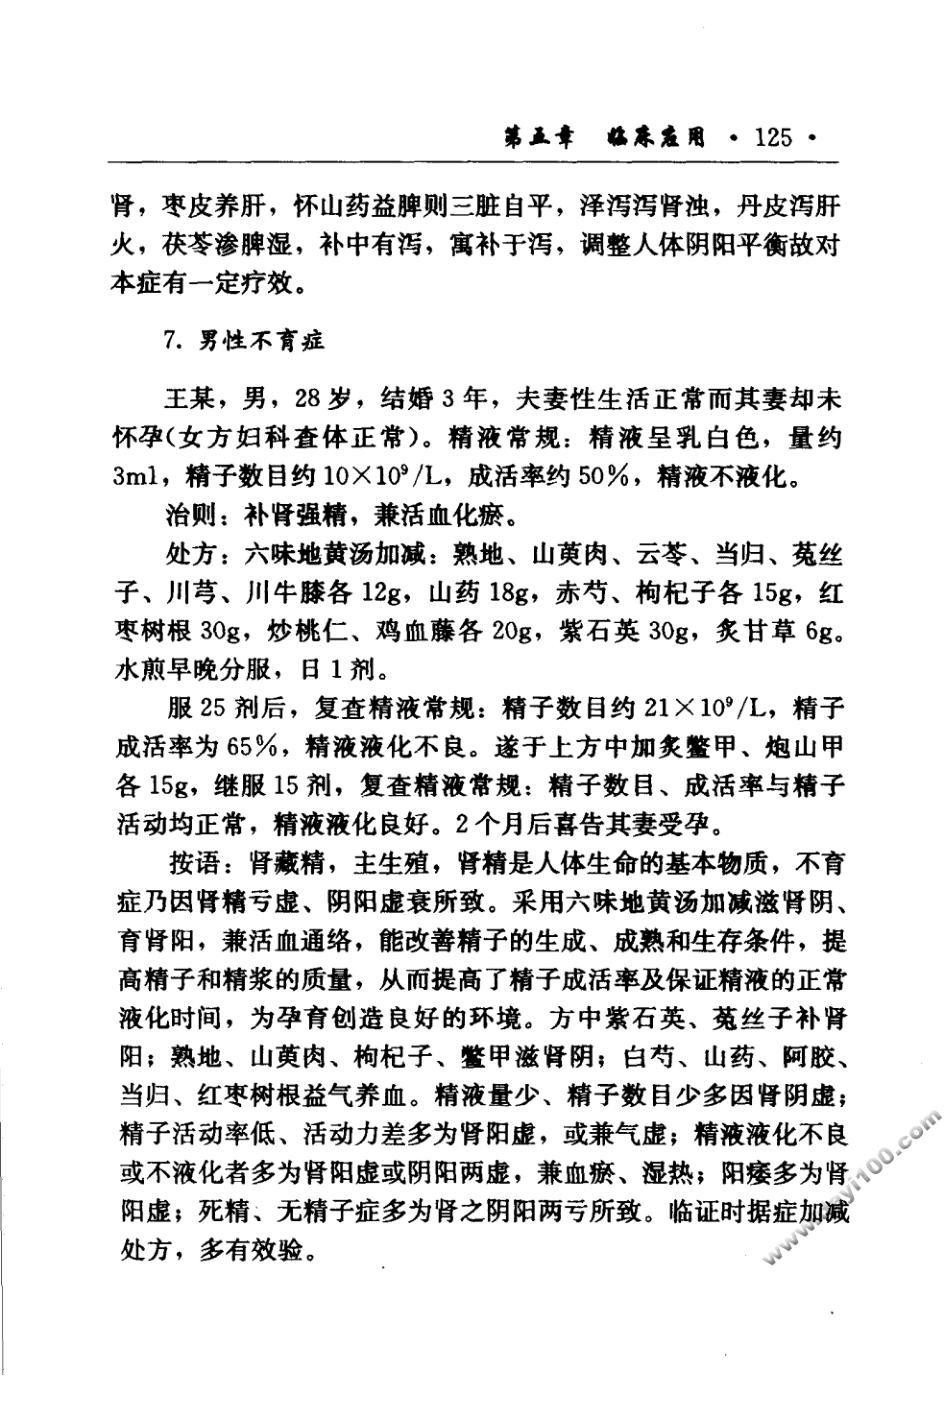 第五章 临床应用 · 125 ·
肾，枣皮养肝，怀山药益脾则三脏自平，泽泻泻肾浊，丹皮泻肝
火，茯苓渗脾湿，补中有泻，寓补于泻，调整人体阴阳平衡故对
本症有一定疗效。
7. 男性不育症
王某，男，28岁，结婚3年，夫妻性生活正常而其妻却未
怀孕(女方妇科查体正常)。精液常规：精液呈乳白色，量约
3ml，精子数目约10×10⁹/L，成活率约50%，精液不液化。
治则：补肾强精，兼活血化瘀。
处方：六味地黄汤加减：熟地、山萸肉、云苓、当归、菟丝
子、川芎、川牛膝各12g，山药18g，赤芍、枸杞子各15g，红
枣树根30g，炒桃仁、鸡血藤各20g，紫石英30g，炙甘草6g。
水煎早晚分服，日1剂。
服25剂后，复查精液常规：精子数目约21×10⁹/L，精子
成活率为65%，精液液化不良。遂于上方中加炙鳖甲、炮山甲
各15g，继服15剂，复查精液常规：精子数目、成活率与精子
活动均正常，精液液化良好。2个月后喜告其妻受孕。
按语：肾藏精，主生殖，肾精是人体生命的基本物质，不育
症乃因肾精亏虚、阴阳虚衰所致。采用六味地黄汤加减滋肾阴、
育肾阳，兼活血通络，能改善精子的生成、成熟和生存条件，提
高精子和精浆的质量，从而提高了精子成活率及保证精液的正常
液化时间，为孕育创造良好的环境。方中紫石英、菟丝子补肾
阳；熟地、山萸肉、枸杞子、鳖甲滋肾阴；白芍、山药、阿胶、
当归、红枣树根益气养血。精液量少、精子数目少多因肾阴虚；
精子活动率低、活动力差多为肾阳虚，或兼气虚；精液液化不良
或不液化者多为肾阳虚或阴阳两虚，兼血瘀、湿热；阳痿多为肾
阳虚；死精、无精子症多为肾之阴阳两亏所致。临证时据症加减
处方，多有效验。